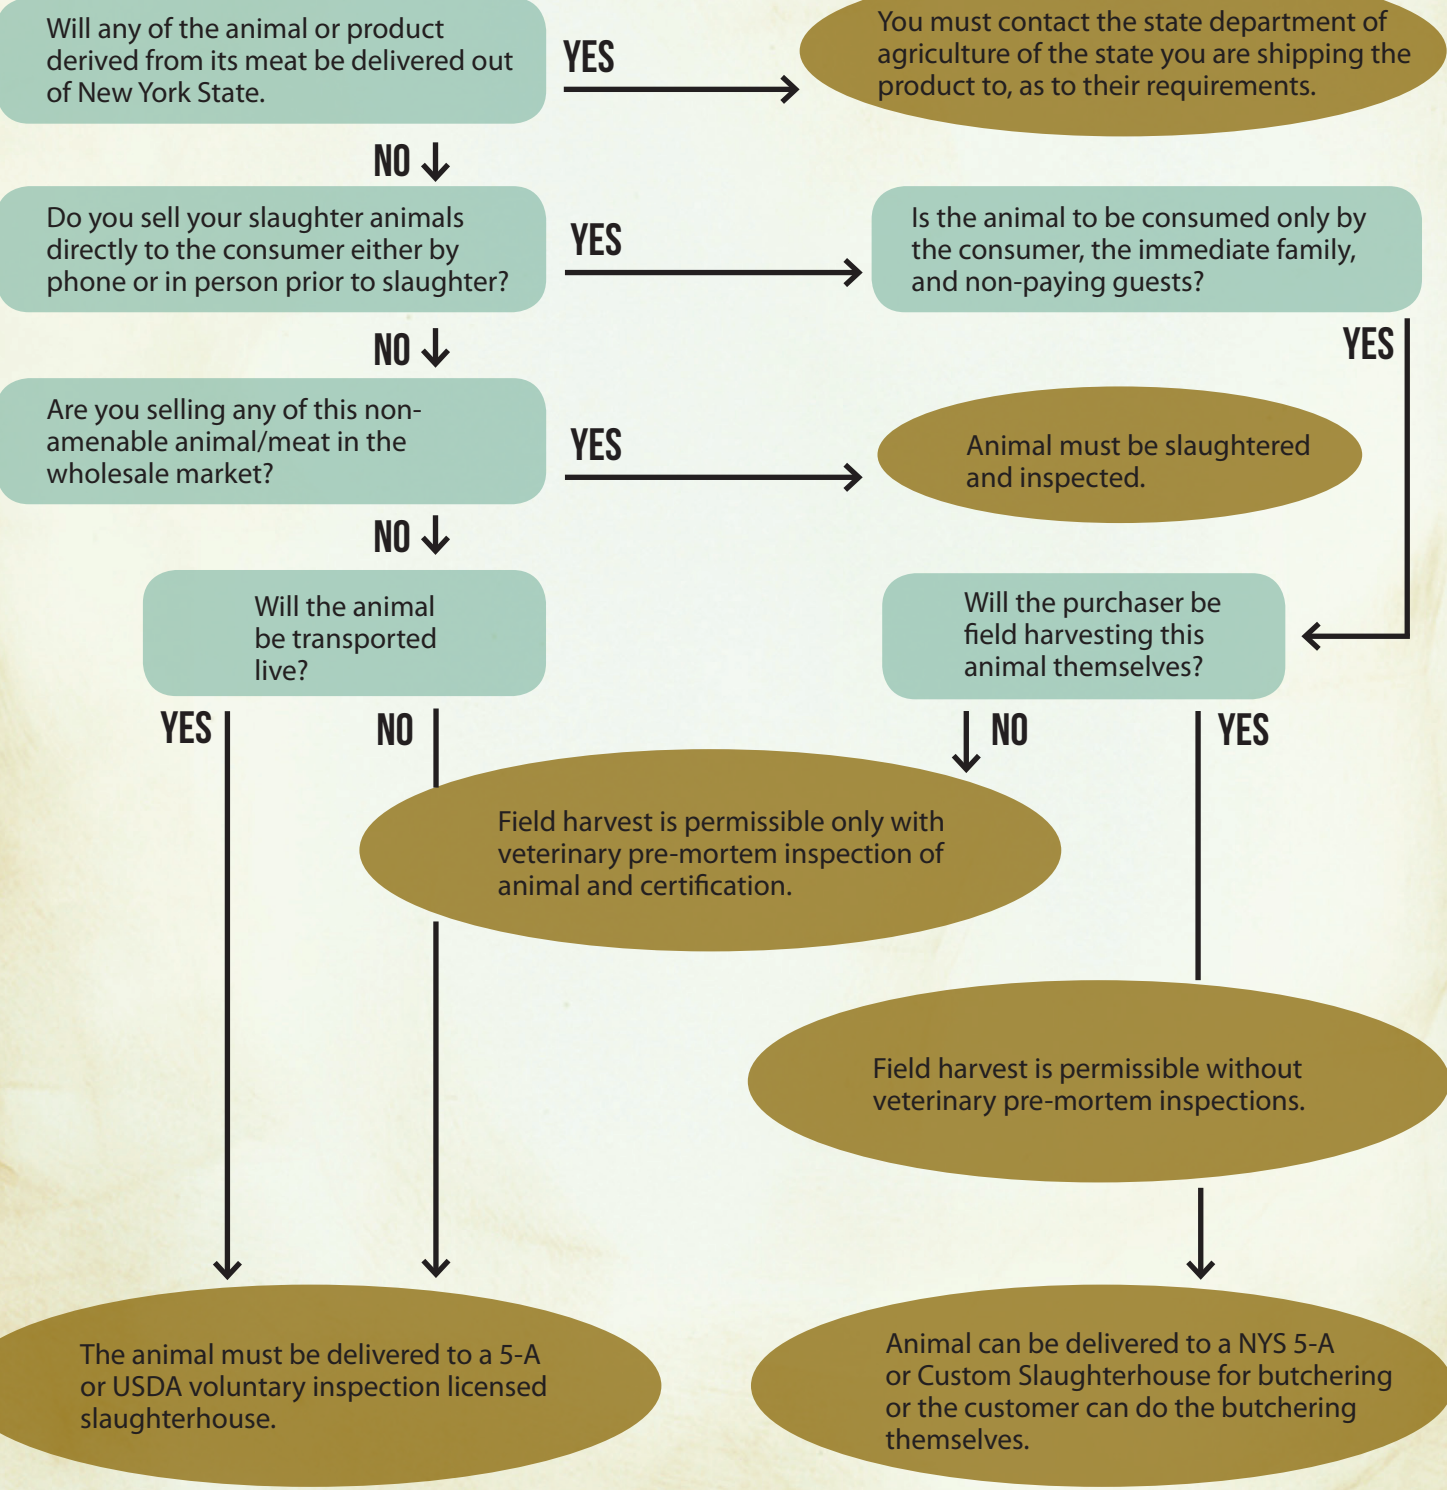 Will any of the animal or product
derived from its meat be delivered out
of New York State.
YES
You must contact the state department of
agriculture of the state you are shipping the
product to, as to their requirements.
NO
Do you sell your slaughter animals
directly to the consumer either by
phone or in person prior to slaughter?
YES
Is the animal to be consumed only by
the consumer, the immediate family,
and non-paying guests?
NO
YES
Are you selling any of this non-
amenable animal/meat in the
wholesale market?
YES
Animal must be slaughtered
and inspected.
NO
Will the animal
be transported
live?
Will the purchaser be
field harvesting this
animal themselves?
YES
NO
NO
YES
Field harvest is permissible only with
veterinary pre-mortem inspection of
animal and certification.
Field harvest is permissible without
veterinary pre-mortem inspections.
The animal must be delivered to a 5-A
or USDA voluntary inspection licensed
slaughterhouse.
Animal can be delivered to a NYS 5-A
or Custom Slaughterhouse for butchering
or the customer can do the butchering
themselves.